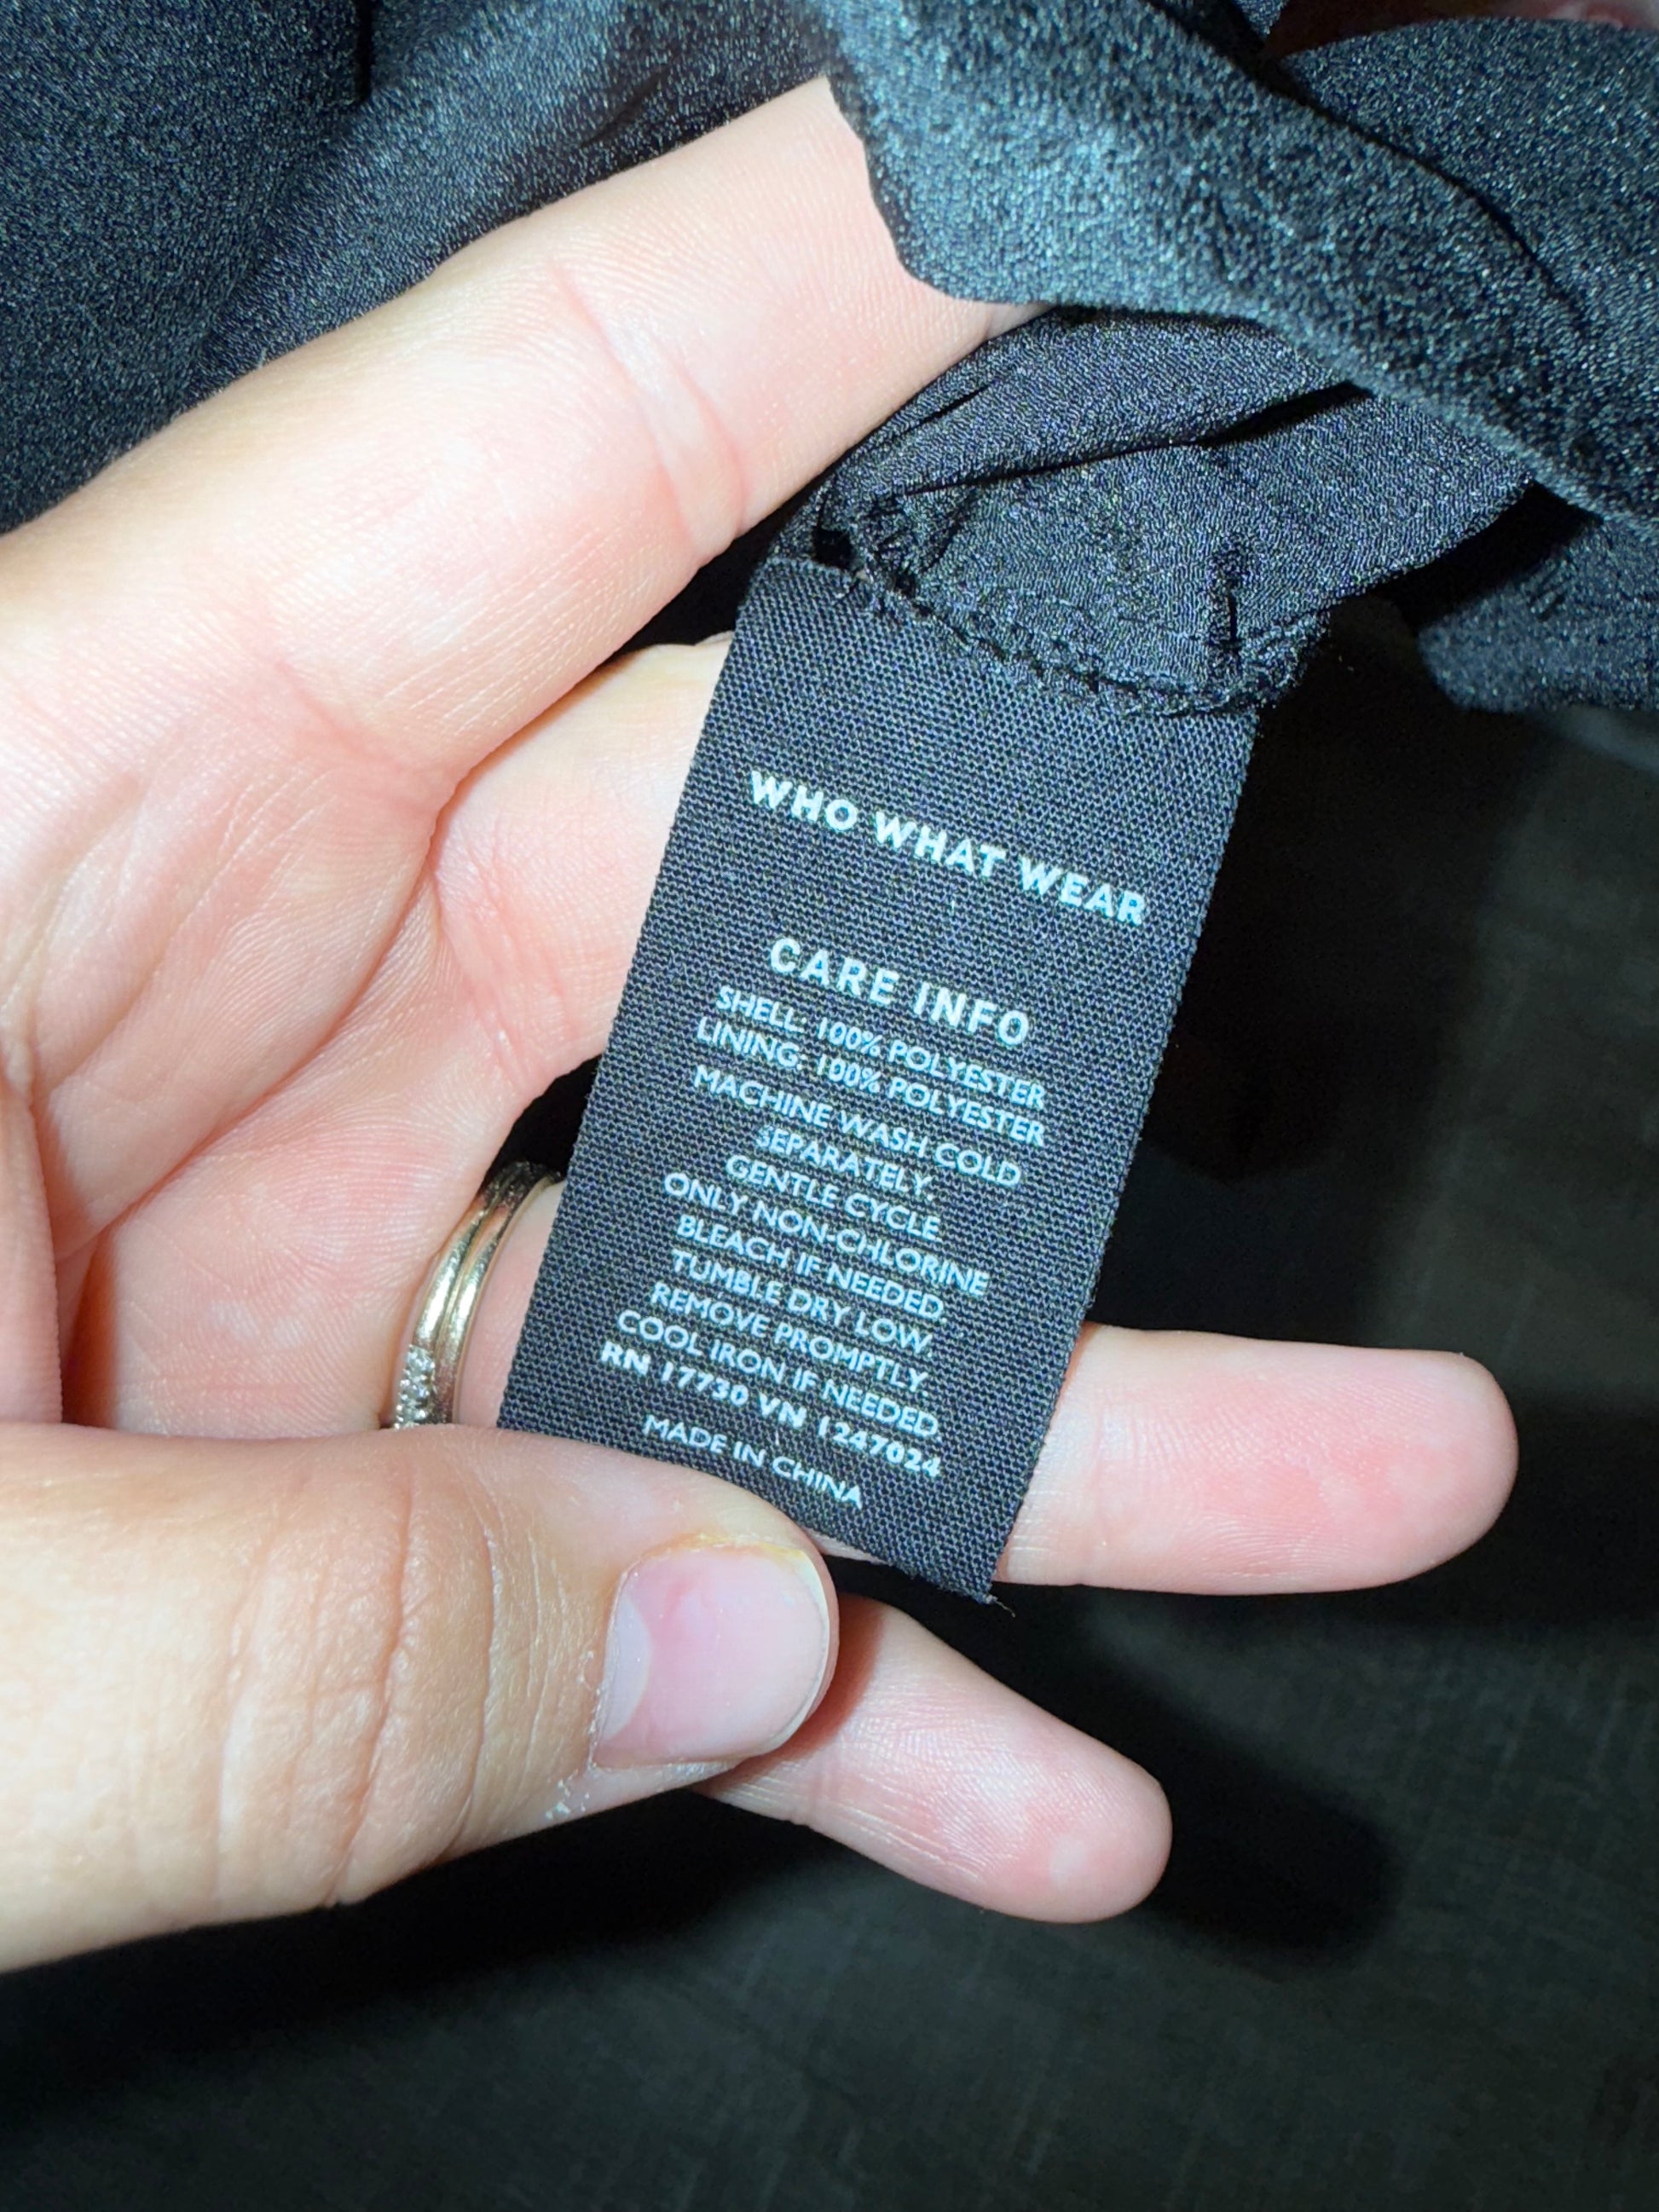 WHO WHAT WEAR
CARE INFO
SHELL: 100% POLYESTER
LINING: 100% POLYESTER
MACHINE WASH COLD
SEPARATELY.
GENTLE CYCLE
ONLY NON-CHLORINE
BLEACH IF NEEDED
TUMBLE DRY LOW.
REMOVE PROMPTLY.
COOL IRON IF NEEDED
RN 17730 VN 1247024
MADE IN CHINA